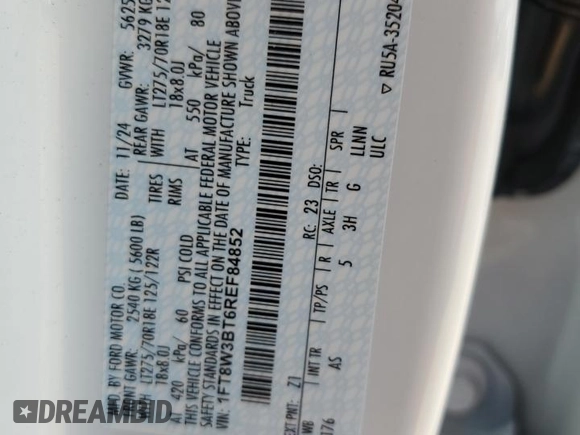 MFD. BY FORD MOTOR CO.
DATE: 11/24 GVWR: 562
GAWR: 2540 KG ( 5600 LB) REAR GAWR: 3279 KG
WITH LT275/70R18E 125/122R TIRES WITH LT275/70R18E 12
18x8.0J RIMS 18x8.0J
AT 420 kPa/ 60 PSI COLD AT 550 kPa/ 80
THIS VEHICLE CONFORMS TO ALL APPLICABLE FEDERAL MOTOR VEHICLE
SAFETY STANDARDS IN EFFECT ON THE DATE OF MANUFACTURE SHOWN ABOVE
VIN: 1FT8W3BT6REF84852 TYPE: Truck
EXT PNT: Z1 RC: 23 DSO:
WB INT TR TP/PS R AXLE TR SPR
176 AS 5 3H G LLNN
ULC
▽ RU5A-3520
DREAMBID